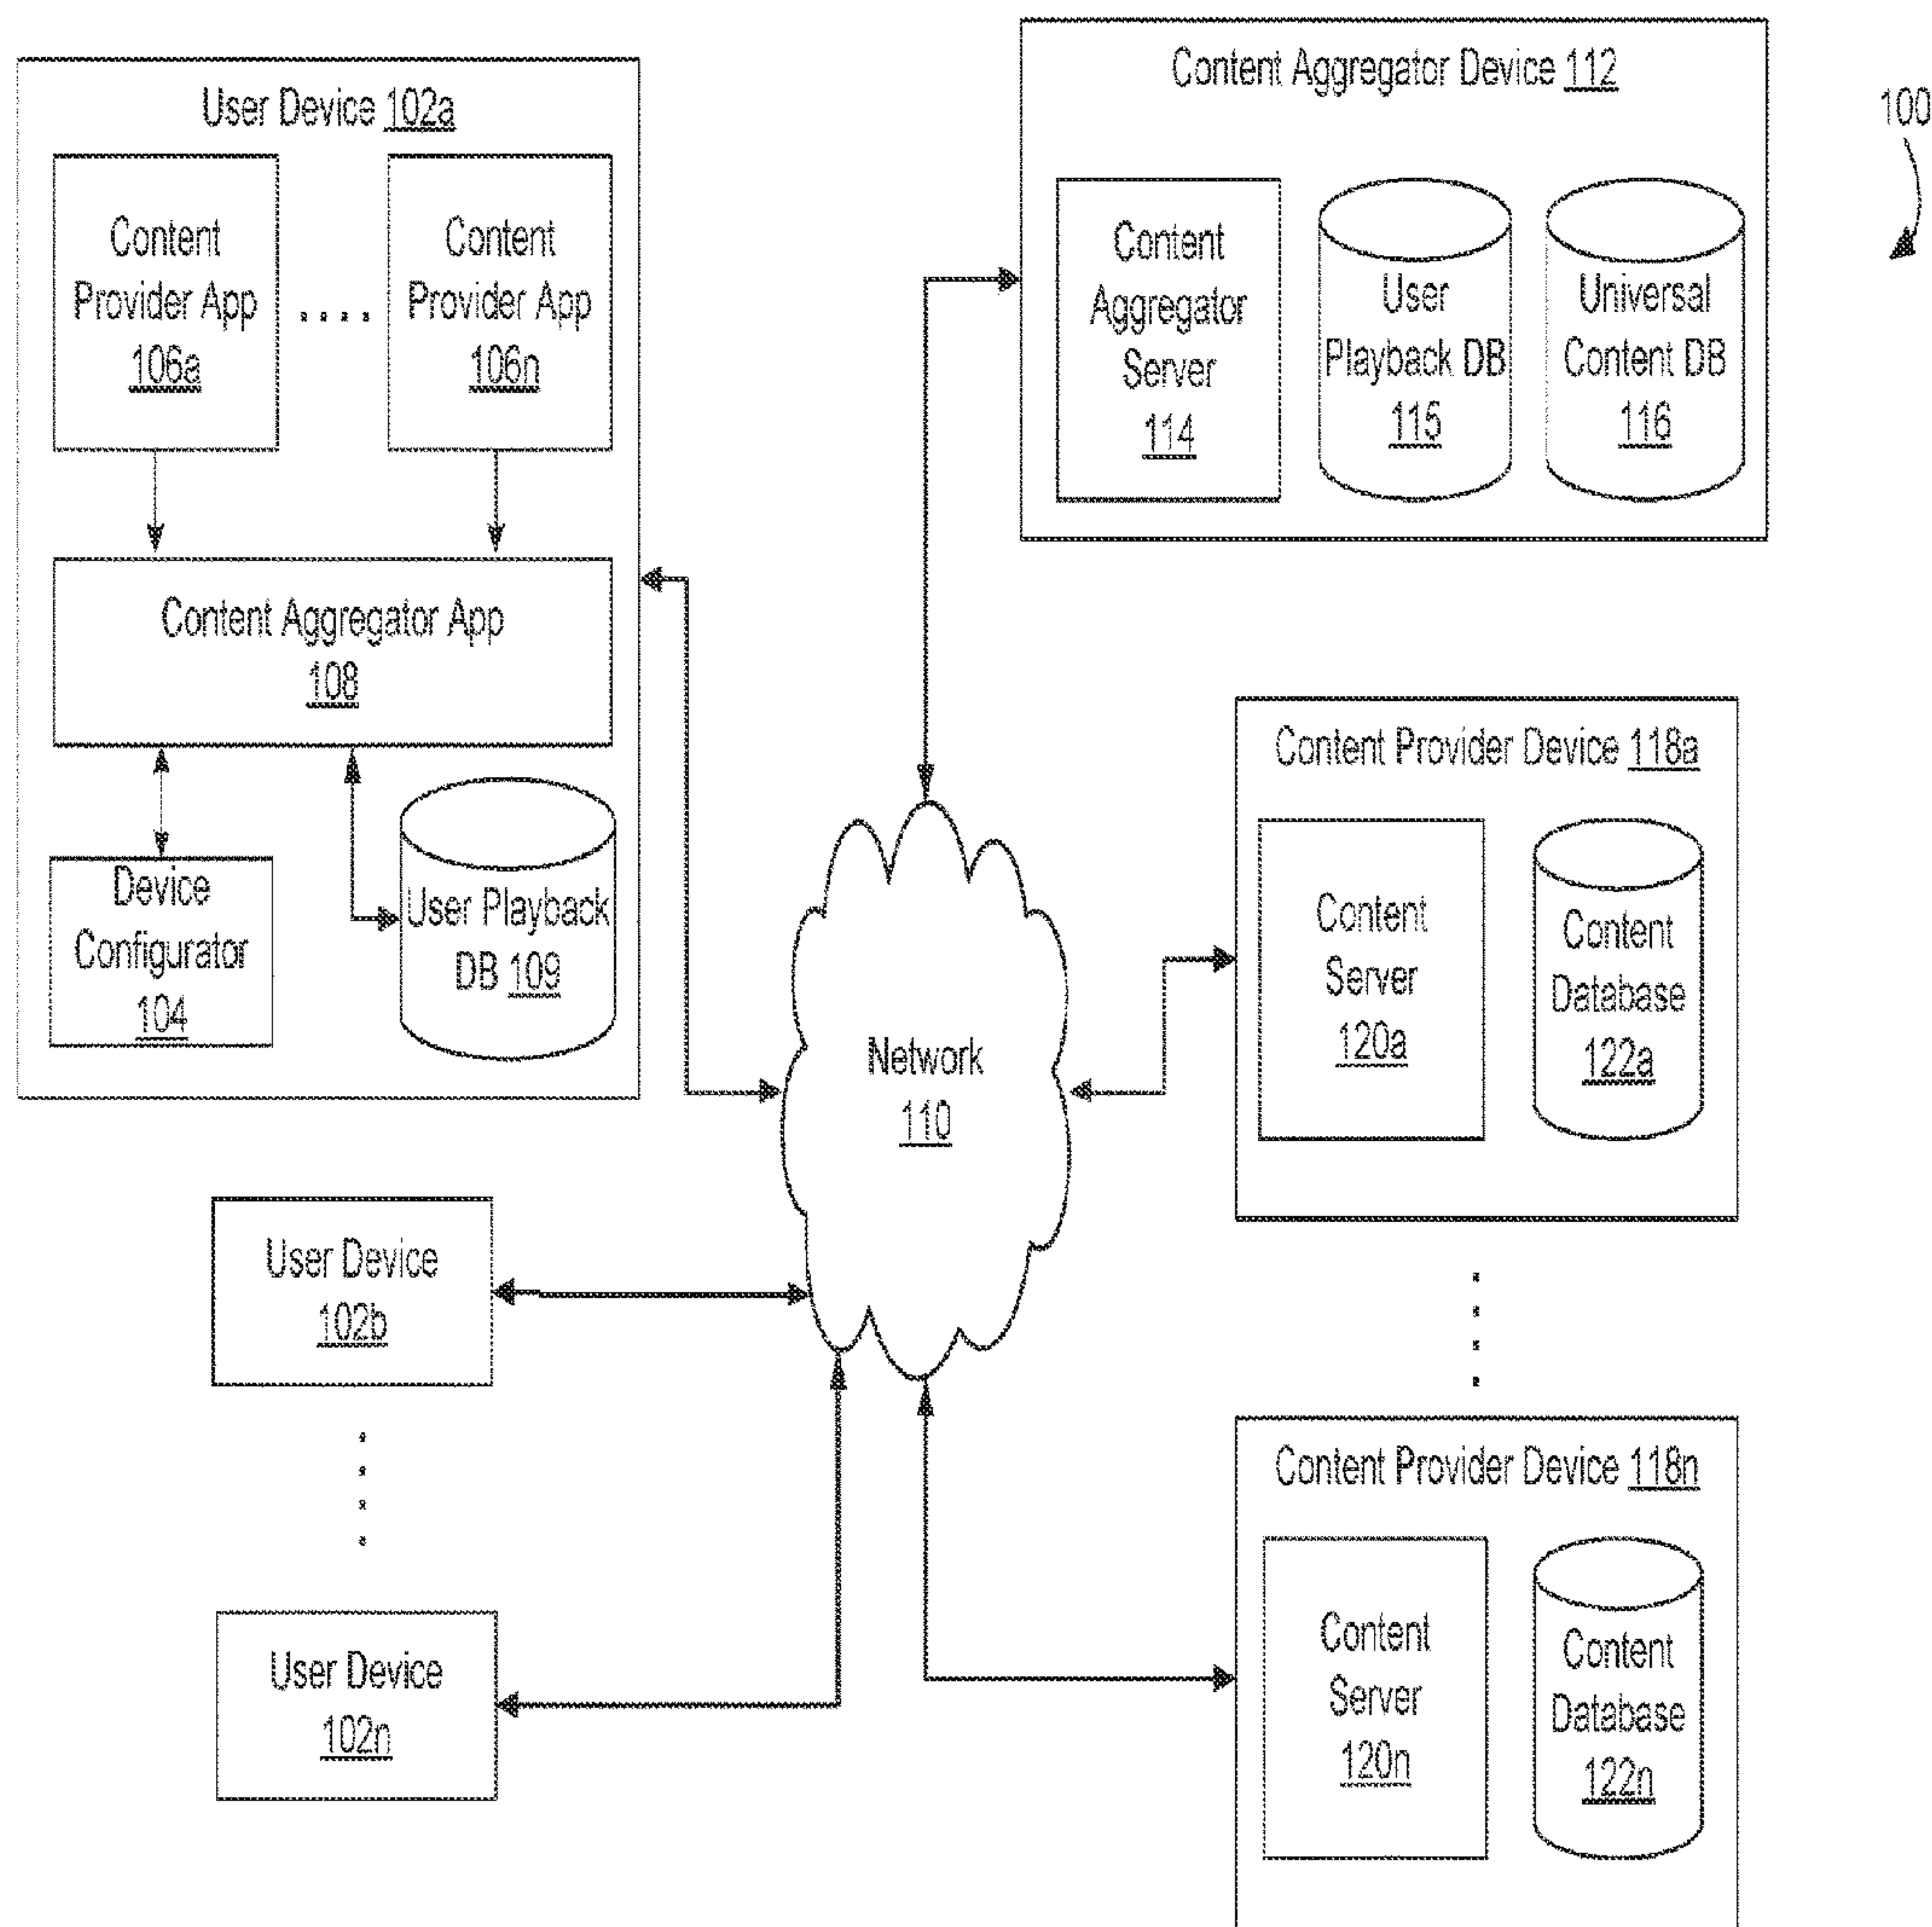 User Device 102a
Content
Provider App
106a
Content
Provider App
106n
Content Aggregator App
108
Device
Configurator
104
User Playback
DB 109
User Device
102b
User Device
102n
Network
110
Content Aggregator Device 112
Content
Aggregator
Server
114
User
Playback DB
115
Universal
Content DB
116
100
Content Provider Device 118a
Content
Server
120a
Content
Database
122a
Content Provider Device 118n
Content
Server
120n
Content
Database
122n